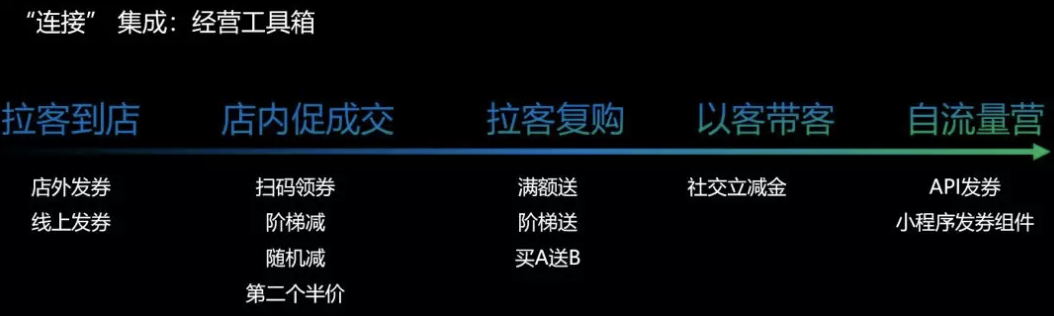 “连接” 集成：经营工具箱
拉客到店
店内促成交
拉客复购
以客带客
自流量营
店外发券
线上发券
扫码领券
阶梯减
随机减
第二个半价
满额送
阶梯送
买A送B
社交立减金
API发券
小程序发券组件